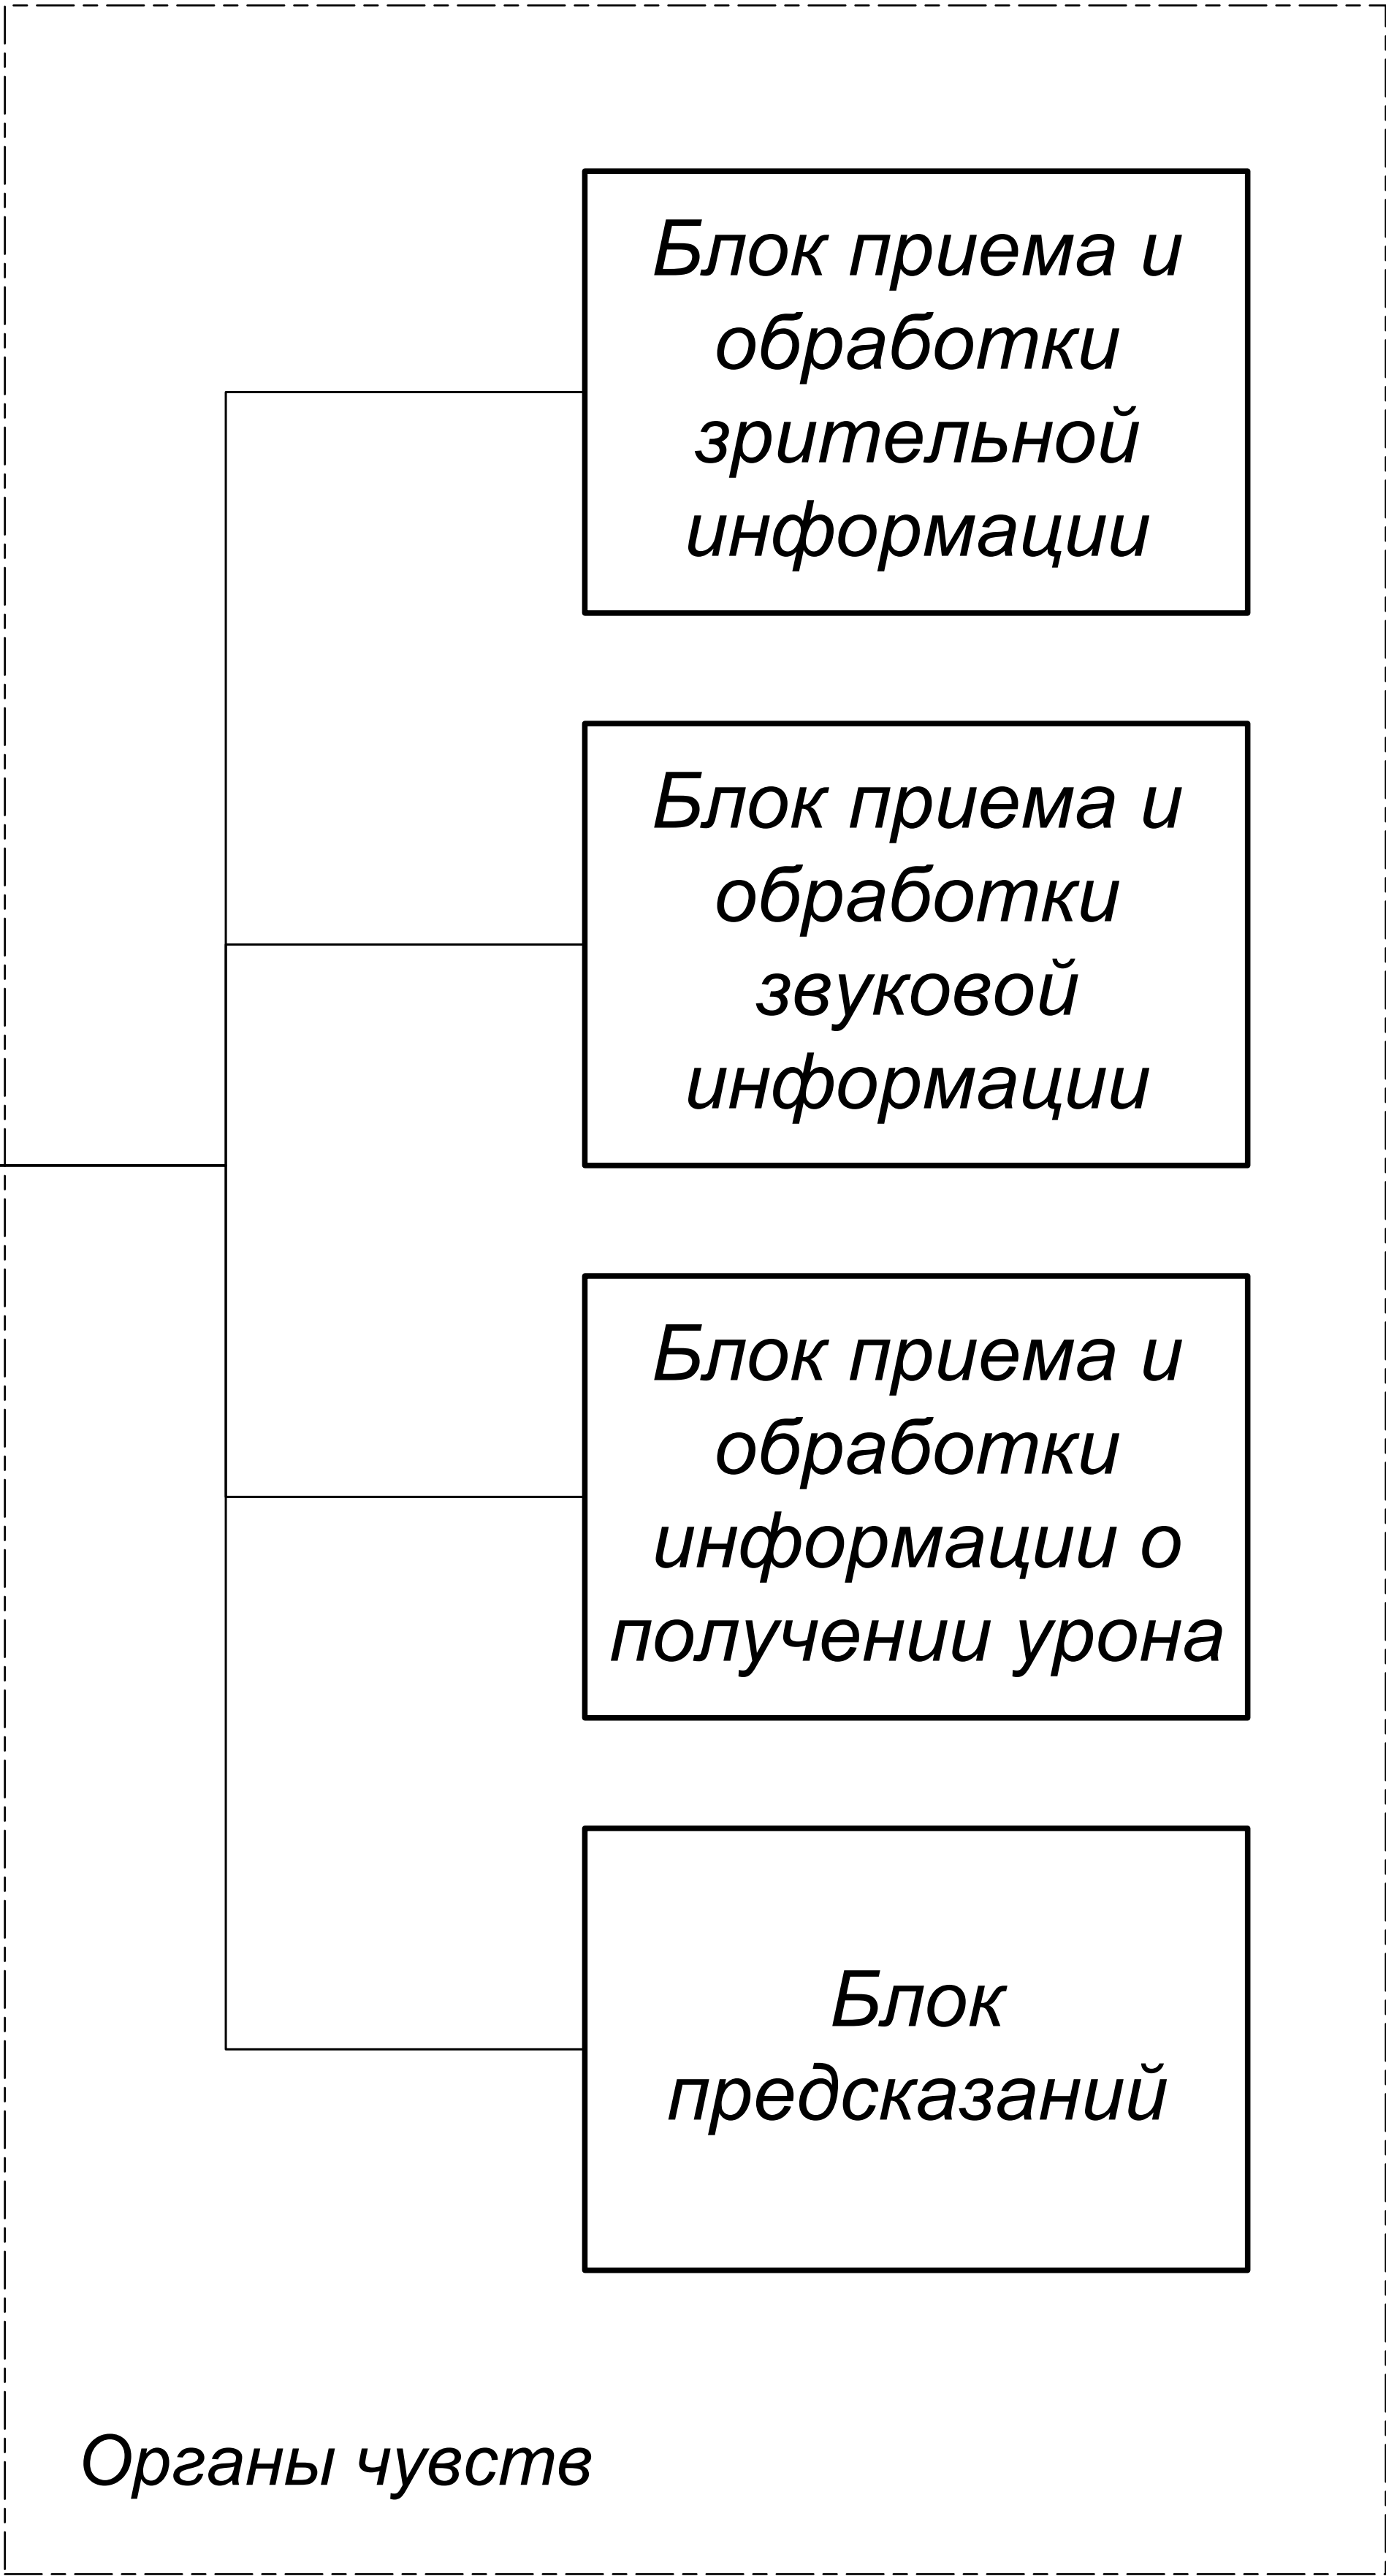 Блок приема и
обработки
зрительной
информации
Блок приема и
обработки
звуковой
информации
Блок приема и
обработки
информации о
получении урона
Блок
предсказаний
Органы чувств